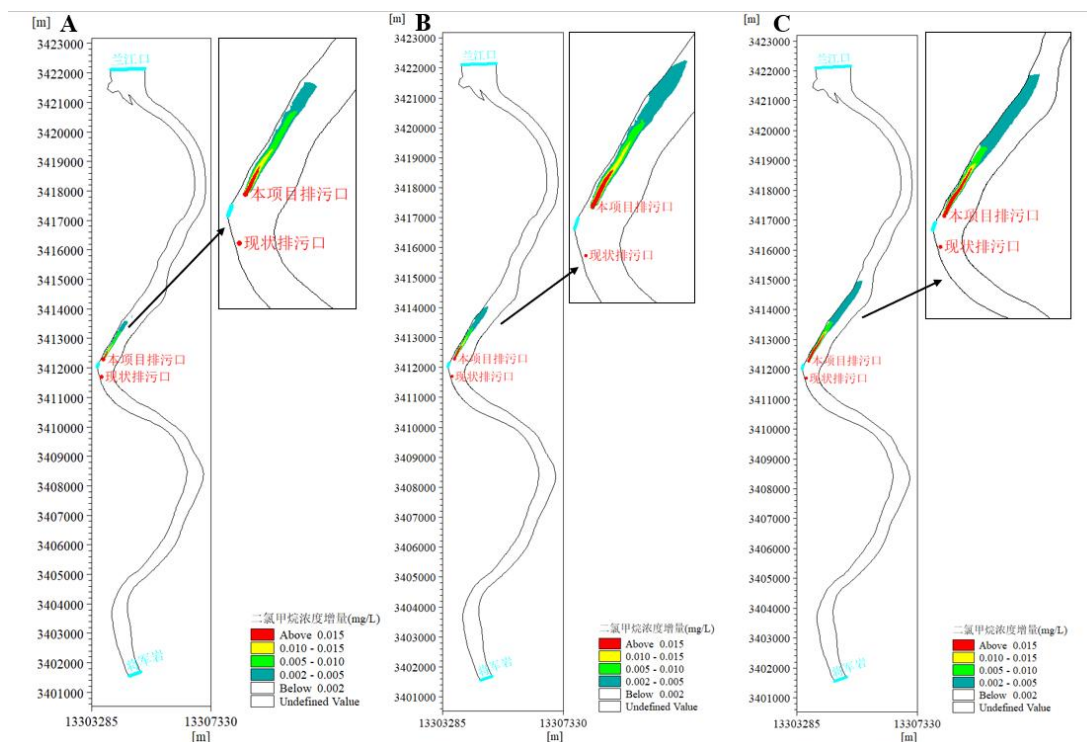 A
[m]
3423000
3422000
3421000
3420000
3419000
3418000
3417000
3416000
3415000
3414000
3413000
3412000
3411000
3410000
3409000
3408000
3407000
3406000
3405000
3404000
3403000
3402000
3401000
13303285 13307330
[m]
兰江口
本项目排污口
现状排污口
本项目排污口
现状排污口
将军岩
二氯甲烷浓度增量(mg/L)
Above 0.015
0.010 - 0.015
0.005 - 0.010
0.002 - 0.005
Below 0.002
Undefined Value
B
[m]
3423000
3422000
3421000
3420000
3419000
3418000
3417000
3416000
3415000
3414000
3413000
3412000
3411000
3410000
3409000
3408000
3407000
3406000
3405000
3404000
3403000
3402000
3401000
13303285 13307330
[m]
兰江口
本项目排污口
现状排污口
本项目排污口
现状排污口
将军岩
二氯甲烷浓度增量(mg/L)
Above 0.015
0.010 - 0.015
0.005 - 0.010
0.002 - 0.005
Below 0.002
Undefined Value
C
[m]
3423000
3422000
3421000
3420000
3419000
3418000
3417000
3416000
3415000
3414000
3413000
3412000
3411000
3410000
3409000
3408000
3407000
3406000
3405000
3404000
3403000
3402000
3401000
13303285 13307330
[m]
兰江口
本项目排污口
现状排污口
本项目排污口
现状排污口
将军岩
二氯甲烷浓度增量(mg/L)
Above 0.015
0.010 - 0.015
0.005 - 0.010
0.002 - 0.005
Below 0.002
Undefined Value